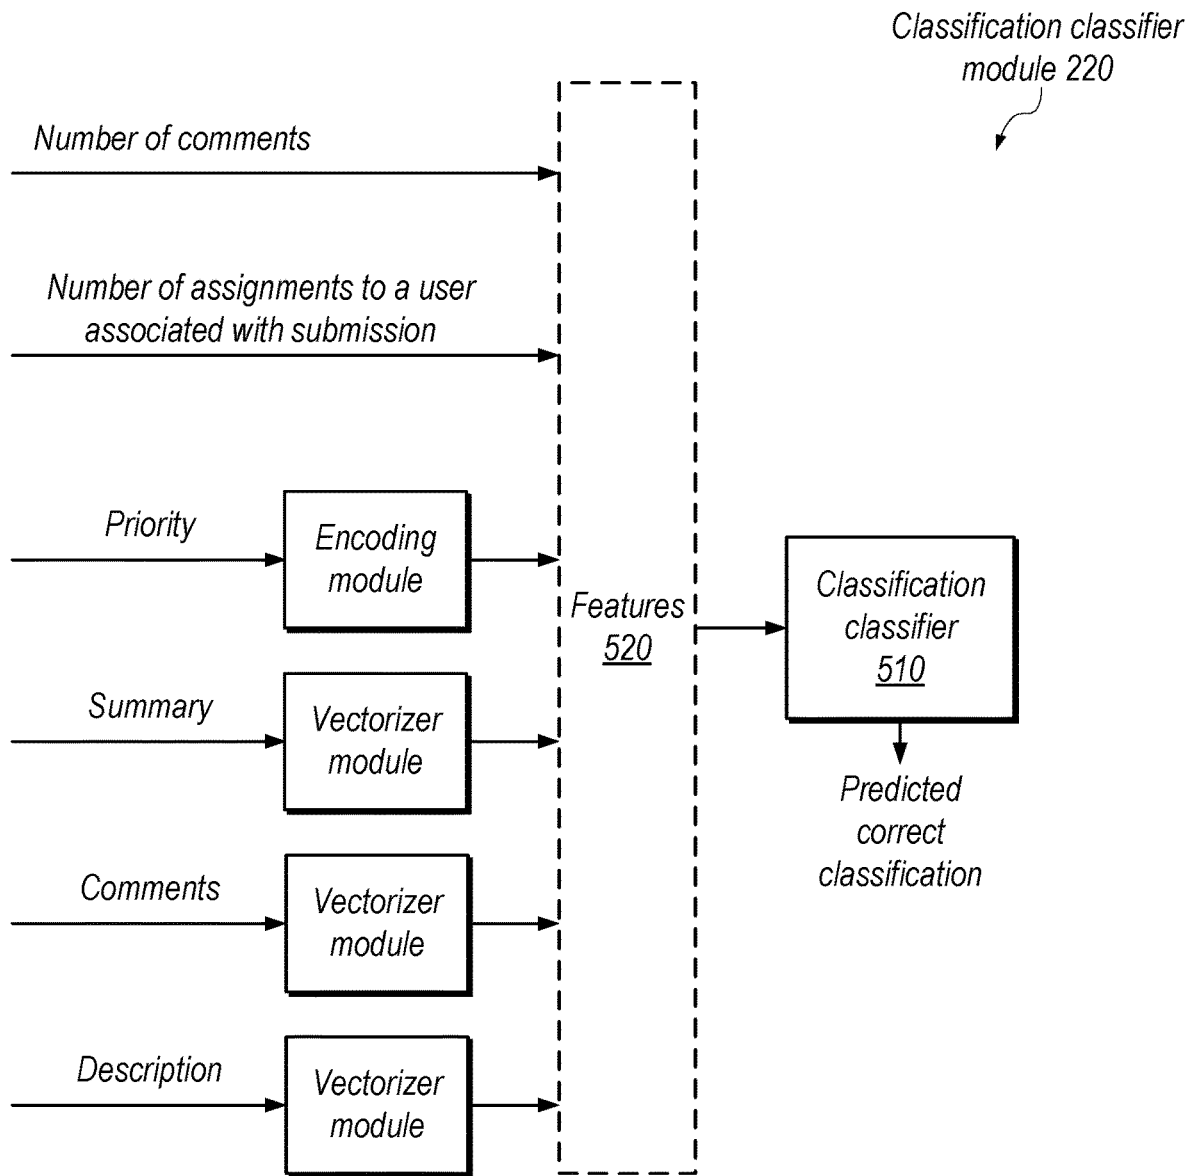 Classification classifier
module 220
Number of comments
Number of assignments to a user
associated with submission
Priority
Encoding
module
Summary
Vectorizer
module
Comments
Vectorizer
module
Description
Vectorizer
module
Features
520
Classification
classifier
510
Predicted
correct
classification